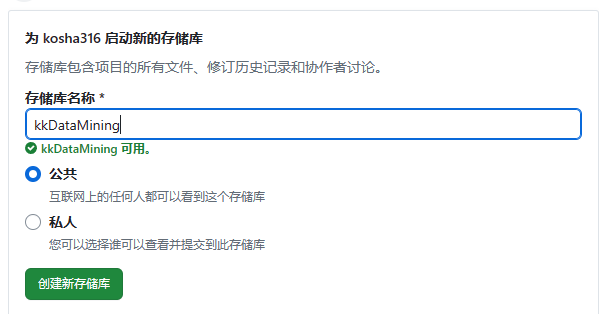 为 kosha316 启动新的存储库
存储库包含项目的所有文件、修订历史记录和协作者讨论。
存储库名称 *
kkDataMining
kkDataMining 可用。
公共
互联网上的任何人都可以看到这个存储库
私人
您可以选择谁可以查看并提交到此存储库
创建新存储库